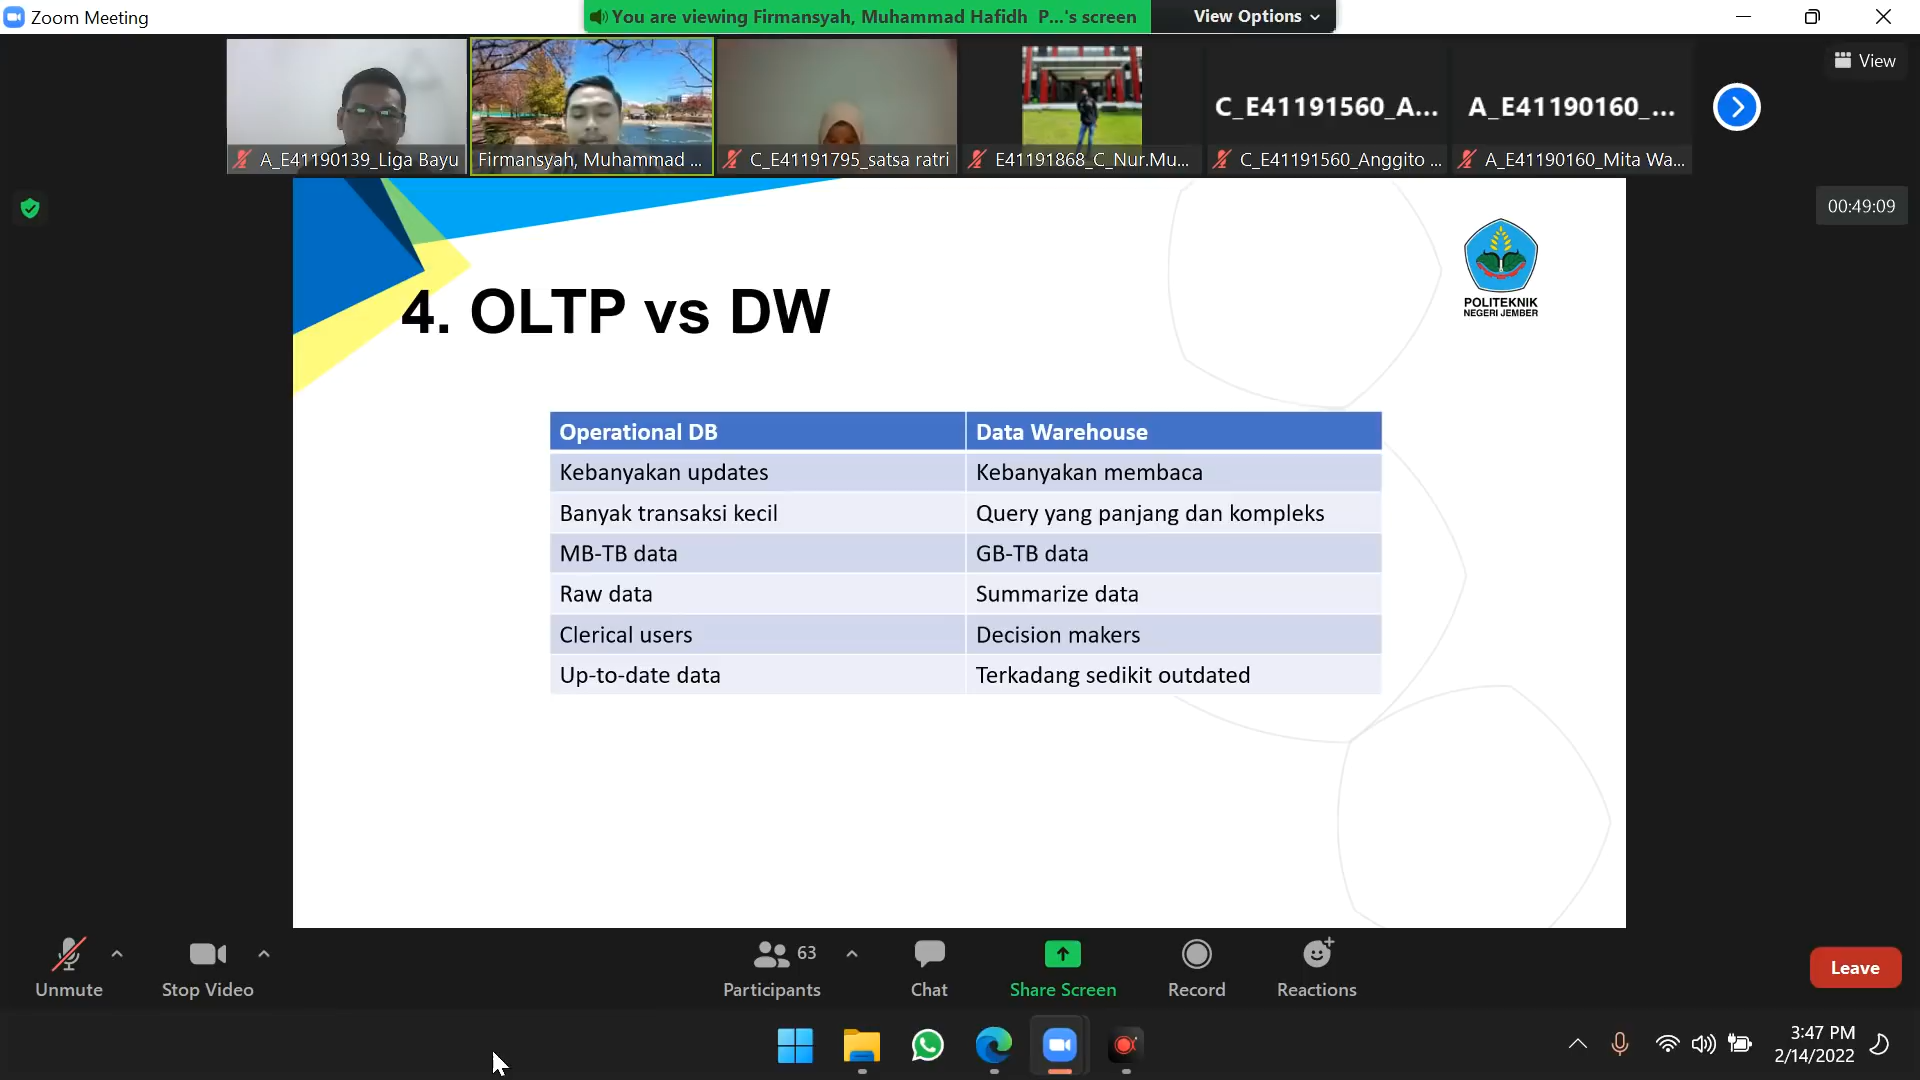 Zoom Meeting
You are viewing Firmansyah, Muhammad Hafidh P...'s screen
View Options
View
A_E41190139_Liga Bayu
Firmansyah, Muhammad ...
C_E41191795_satsa ratri
E41191868_C_Nur.Mu...
C_E41191560_A...
C_E41191560_Anggito ...
A_E41190160_...
A_E41190160_Mita Wa...
00:49:09
POLITEKNIK
NEGERI JEMBER
4. OLTP vs DW
Operational DB Data Warehouse
Kebanyakan updates Kebanyakan membaca
Banyak transaksi kecil Query yang panjang dan kompleks
MB-TB data GB-TB data
Raw data Summarize data
Clerical users Decision makers
Up-to-date data Terkadang sedikit outdated
Unmute
Stop Video
63
Participants
Chat
Share Screen
Record
Reactions
Leave
3:47 PM
2/14/2022